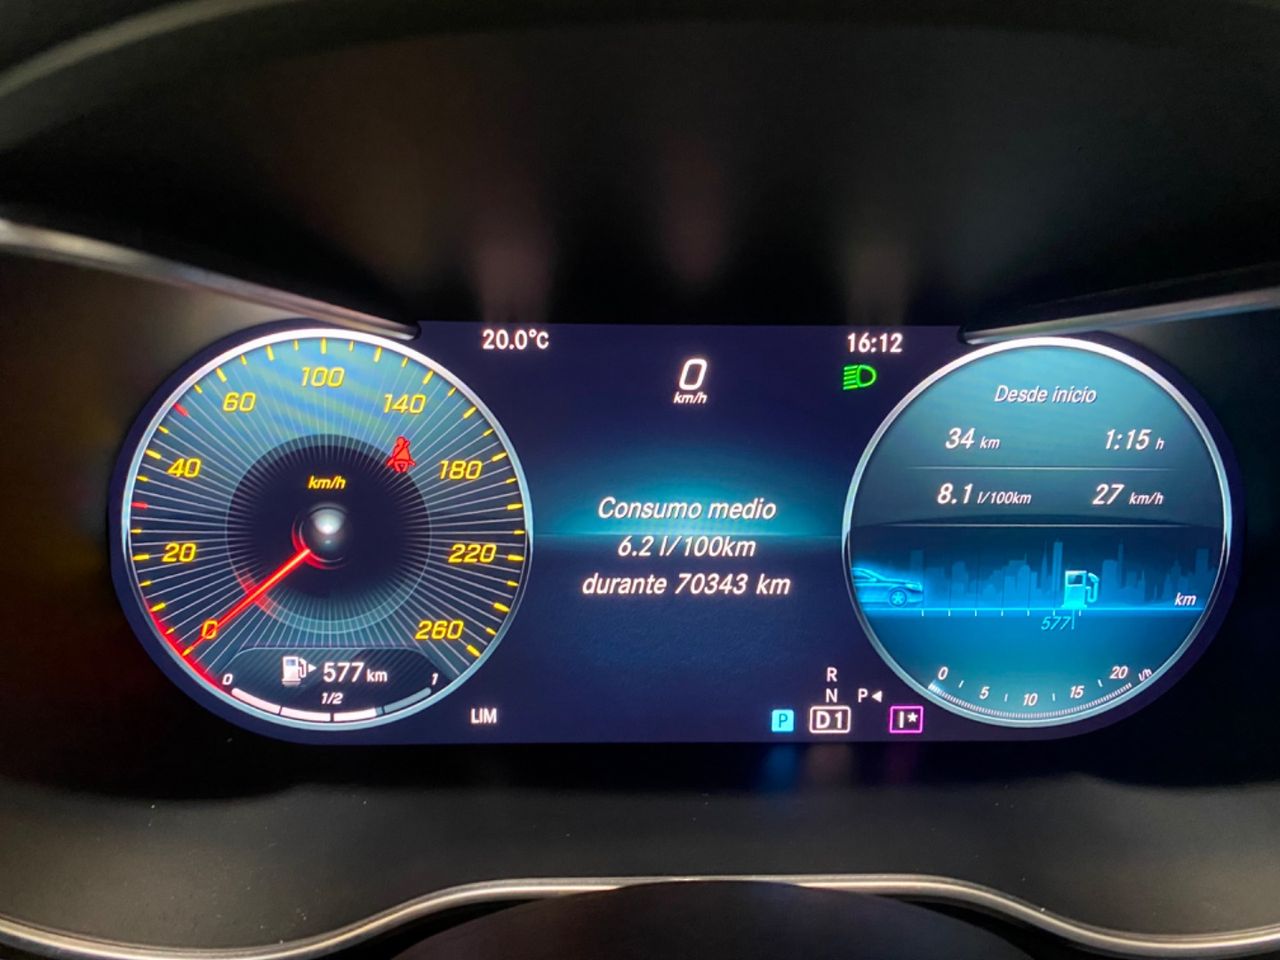 20.0°C
16:12
0
km/h
100
60
140
40
180
km/h
20
220
0
260
577 km
0
1/2
1
LIM
Consumo medio
6.2 l/100km
durante 70343 km
R
N P◄
P D1 I*
Desde inicio
34 km 1:15 h
8.1 l/100km 27 km/h
km
577
0 5 10 15 20 l/h